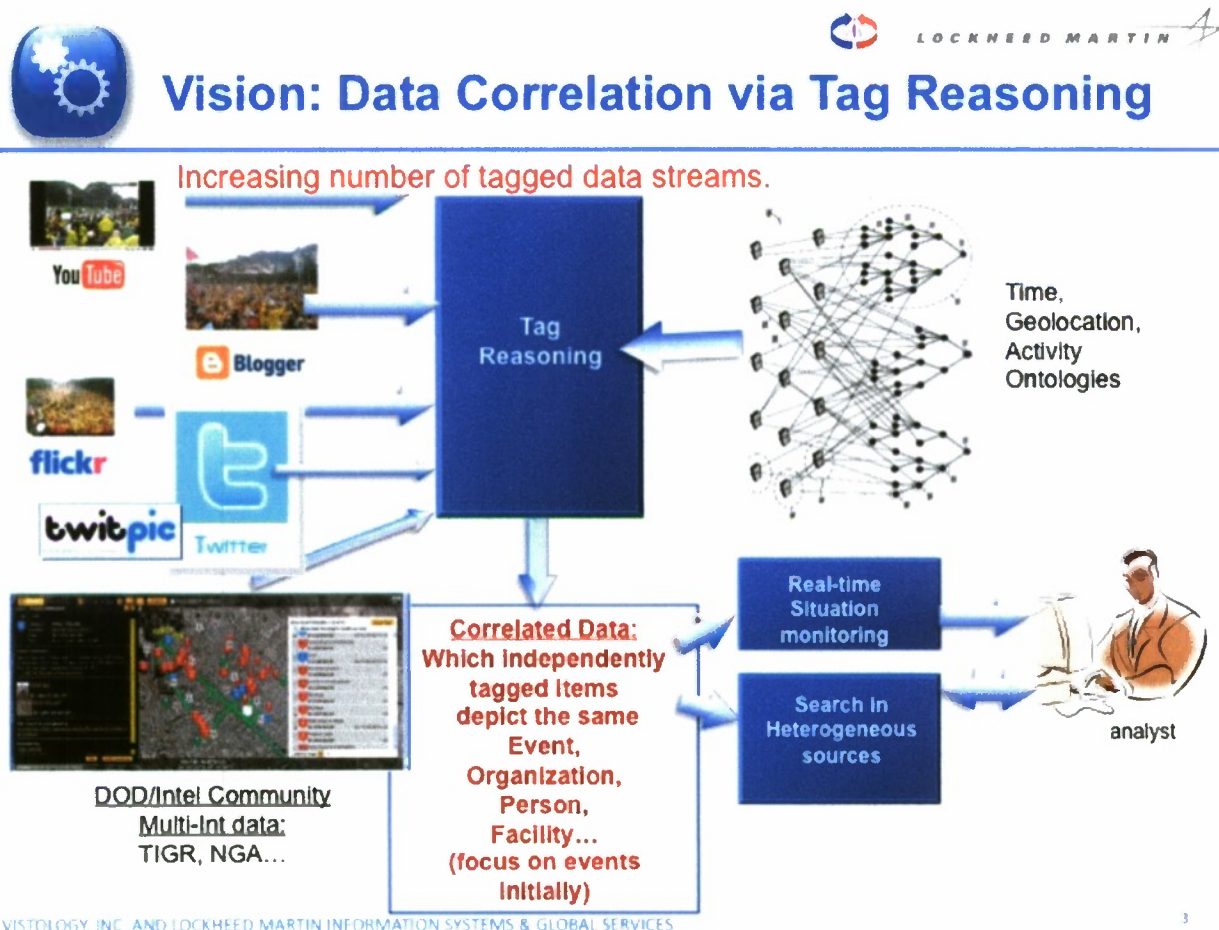 LOCKHEED MARTIN
Vision: Data Correlation via Tag Reasoning
Increasing number of tagged data streams.
YouTube
Blogger
flickr
twitpic
Twitter
Tag
Reasoning
Time,
Geolocation,
Activity
Ontologies
DOD/Intel Community
Multi-Int data:
TIGR, NGA...
Correlated Data:
Which independently
tagged items
depict the same
Event,
Organization,
Person,
Facility...
(focus on events
initially)
Real-time
Situation
monitoring
Search in
Heterogeneous
sources
analyst
VISTOLOGY, INC. AND LOCKHEED MARTIN INFORMATION SYSTEMS & GLOBAL SERVICES
3